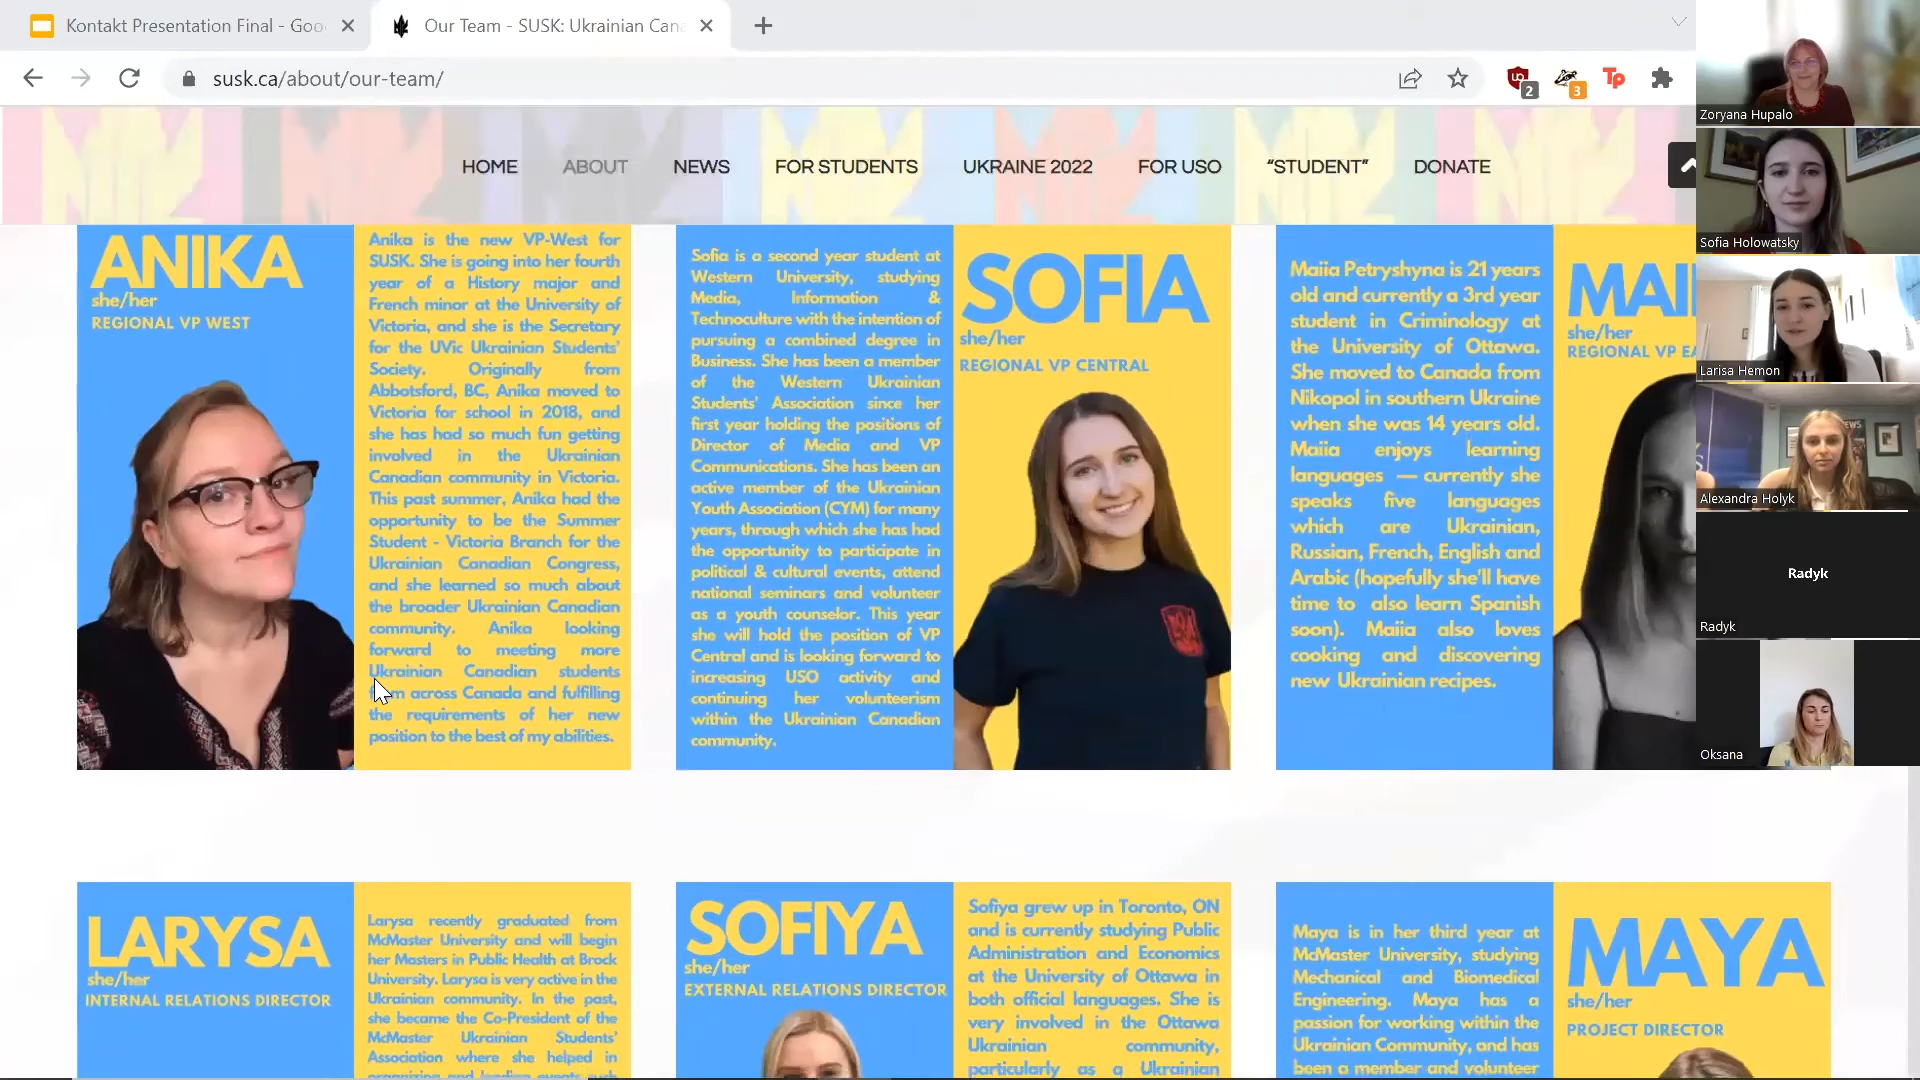 Kontakt Presentation Final - Goo
Our Team - SUSK: Ukrainian Cana
susk.ca/about/our-team/
2
3
Tp
HOME
ABOUT
NEWS
FOR STUDENTS
UKRAINE 2022
FOR USO
“STUDENT”
DONATE
ANIKA
she/her
REGIONAL VP WEST
Anika is the new VP-West for
SUSK. She is going into her fourth
year of a History major and
French minor at the University of
Victoria, and she is the Secretary
for the UVic Ukrainian Students'
Society. Originally from
Abbotsford, BC, Anika moved to
Victoria for school in 2018, and
she has had so much fun getting
involved in the Ukrainian
Canadian community in Victoria.
This past summer, Anika had the
opportunity to be the Summer
Student - Victoria Branch for the
Ukrainian Canadian Congress,
and she learned so much about
the broader Ukrainian Canadian
community. Anika looking
forward to meeting more
Ukrainian Canadian students
from across Canada and fulfilling
the requirements of her new
position to the best of my abilities.
Sofia is a second year student at
Western University, studying
Media, Information &
Technoculture with the intention of
pursuing a combined degree in
Business. She has been a member
of the Western Ukrainian
Students' Association since her
first year holding the positions of
Director of Media and VP
Communications. She has been an
active member of the Ukrainian
Youth Association (CYM) for many
years, through which she has had
the opportunity to participate in
political & cultural events, attend
national seminars and volunteer
as a youth counselor. This year
she will hold the position of VP
Central and is looking forward to
increasing USO activity and
continuing her volunteerism
within the Ukrainian Canadian
community.
SOFIA
she/her
REGIONAL VP CENTRAL
Maiia Petryshyna is 21 years
old and currently a 3rd year
student in Criminology at
the University of Ottawa.
She moved to Canada from
Nikopol in southern Ukraine
when she was 14 years old.
Maiia enjoys learning
languages — currently she
speaks five languages
which are Ukrainian,
Russian, French, English and
Arabic (hopefully she'll have
time to also learn Spanish
soon). Maiia also loves
cooking and discovering
new Ukrainian recipes.
MAII
she/her
REGIONAL VP EA
LARYSA
she/her
INTERNAL RELATIONS DIRECTOR
Larysa recently graduated from
McMaster University and will begin
her Masters in Public Health at Brock
University. Larysa is very active in the
Ukrainian community. In the past,
she became the Co-President of the
McMaster Ukrainian Students'
Association where she helped in
organizing and leading events such
SOFIYA
she/her
EXTERNAL RELATIONS DIRECTOR
Sofiya grew up in Toronto, ON
and is currently studying Public
Administration and Economics
at the University of Ottawa in
both official languages. She is
very involved in the Ottawa
Ukrainian community,
particularly as a Ukrainian
Maya is in her third year at
McMaster University, studying
Mechanical and Biomedical
Engineering. Maya has a
passion for working within the
Ukrainian Community, and has
been a member and volunteer
MAYA
she/her
PROJECT DIRECTOR
Zoryana Hupalo
Sofia Holowatsky
Larisa Hemon
Alexandra Holyk
Radyk
Radyk
Oksana